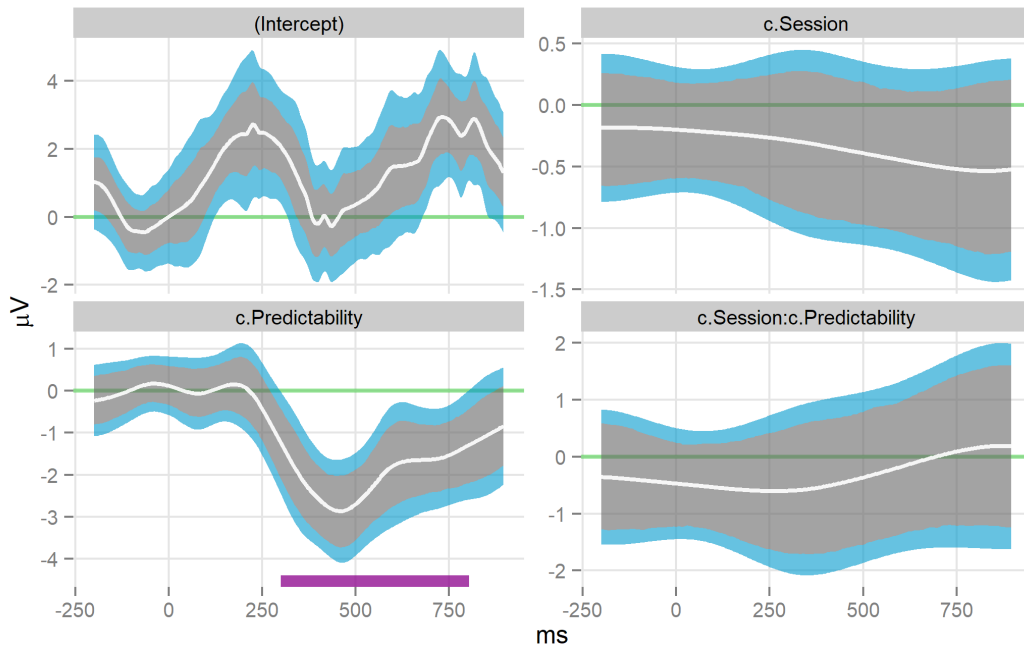 (Intercept)
c.Session
4
2
0
-2
0.5
0.0
-0.5
-1.0
-1.5
μV
c.Predictability
c.Session:c.Predictability
1
0
-1
-2
-3
-4
2
1
0
-1
-2
-250 0 250 500 750
-250 0 250 500 750
ms